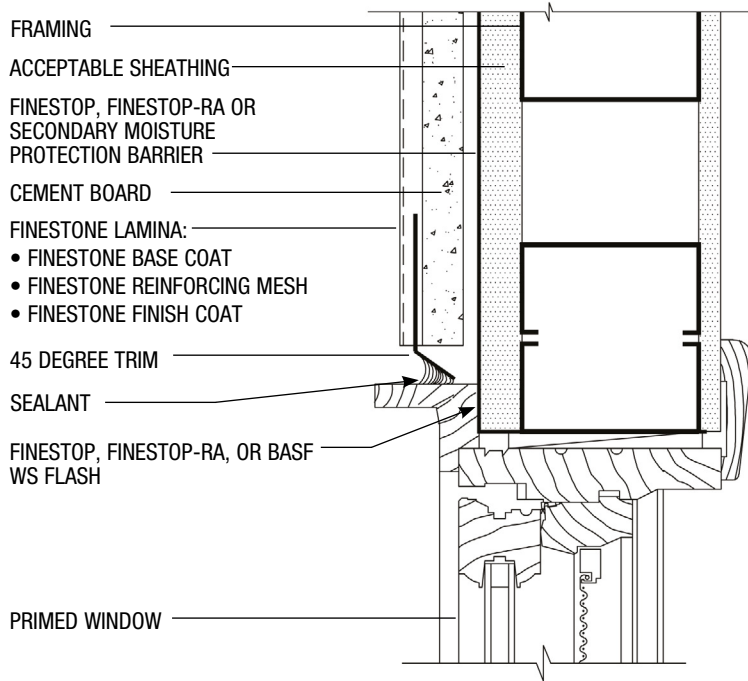 FRAMING
ACCEPTABLE SHEATHING
FINESTOP, FINESTOP-RA OR
SECONDARY MOISTURE
PROTECTION BARRIER
CEMENT BOARD
FINESTONE LAMINA:
• FINESTONE BASE COAT
• FINESTONE REINFORCING MESH
• FINESTONE FINISH COAT
45 DEGREE TRIM
SEALANT
FINESTOP, FINESTOP-RA, OR BASF
WS FLASH
PRIMED WINDOW